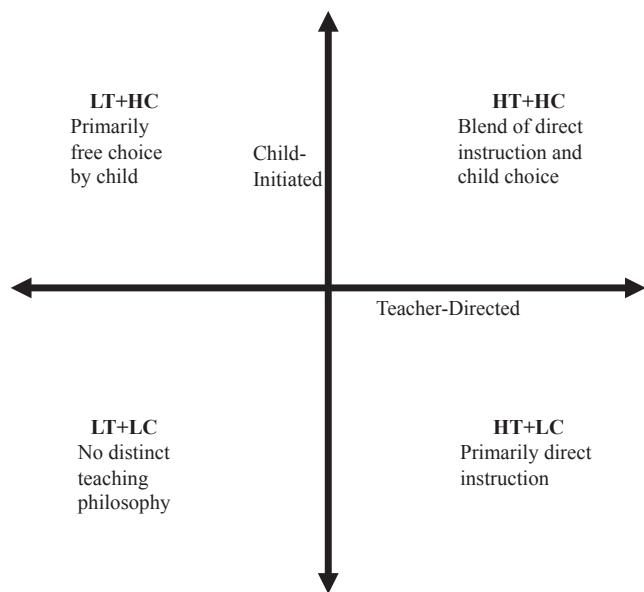 LT+HC
Primarily
free choice
by child
Child-
Initiated
HT+HC
Blend of direct
instruction and
child choice
Teacher-Directed
LT+LC
No distinct
teaching
philosophy
HT+LC
Primarily direct
instruction